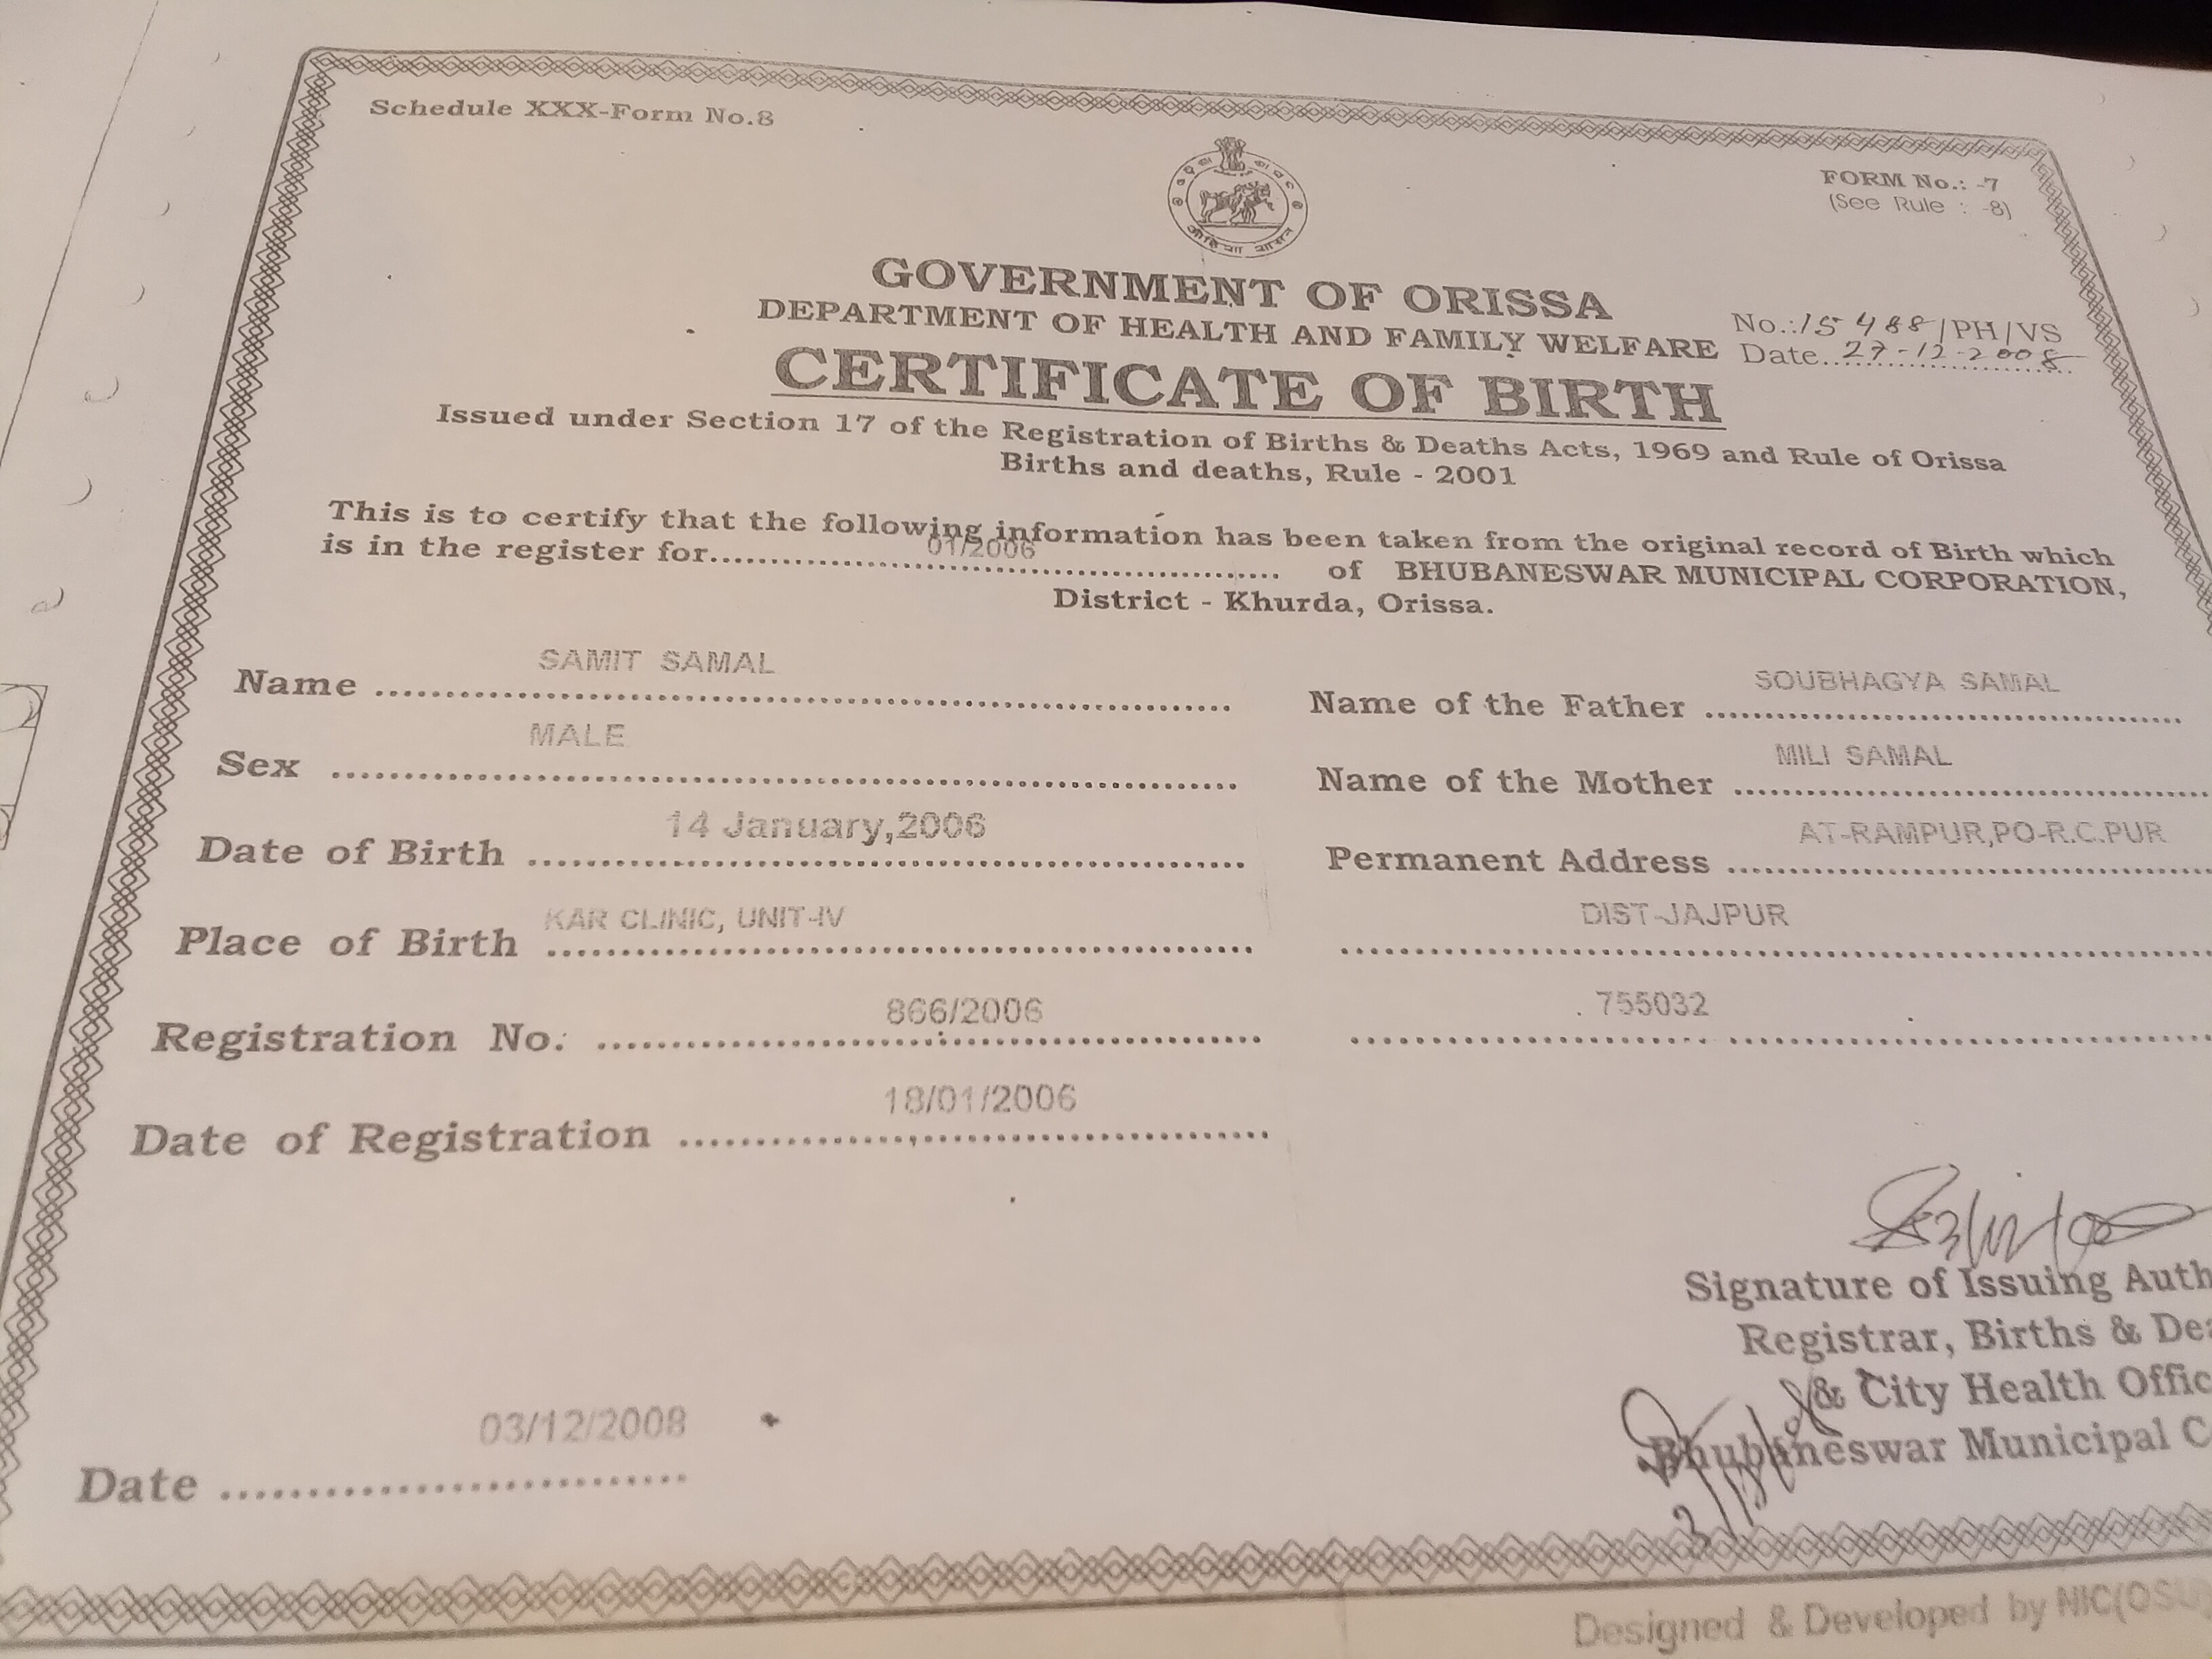 Schedule XXX-Form No.8
FORM No.: -7
(See Rule : -8)
GOVERNMENT OF ORISSA
DEPARTMENT OF HEALTH AND FAMILY WELFARE
No.:15488/PH/VS
Date..27-12-2008
CERTIFICATE OF BIRTH
Issued under Section 17 of the Registration of Births & Deaths Acts, 1969 and Rule of Orissa
Births and deaths, Rule - 2001
This is to certify that the following information has been taken from the original record of Birth which
is in the register for 01/2006 of BHUBANESWAR MUNICIPAL CORPORATION,
District - Khurda, Orissa.
Name SAMIT SAMAL
Name of the Father SOUBHAGYA SAMAL
Sex MALE
Name of the Mother MILI SAMAL
Date of Birth 14 January,2006
Permanent Address AT-RAMPUR,PO-R.C.PUR
Place of Birth KAR CLINIC, UNIT-IV
DIST-JAJPUR
Registration No: 866/2006
755032
Date of Registration 18/01/2006
Signature of Issuing Auth
Registrar, Births & Dea
& City Health Offic
Bhubaneswar Municipal C
Date 03/12/2008
Designed & Developed by NIC(OSU)